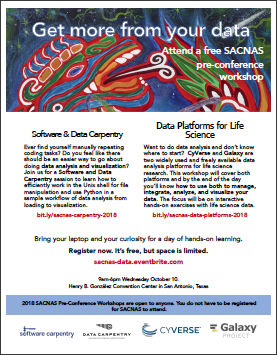 Get more from your data
Attend a free SACNAS
pre-conference
workshop
Software & Data Carpentry
Ever find yourself manually repeating
coding tasks? Do you feel like there
should be an easier way to go about
doing data analysis and visualization?
Join us for a Software and Data
Carpentry session to learn how to
efficiently work in the Unix shell for file
manipulation and use Python in a
sample workflow of data analysis from
loading to visualization.
bit.ly/sacnas-carpentry-2018
Data Platforms for Life
Science
Want to do data analysis and don't know
where to start? CyVerse and Galaxy are
two widely used and freely available data
analysis platforms for life science
research. This workshop will cover both
platforms and by the end of the day
you'll know how to use both to manage,
integrate, analyze, and visualize your
data. The focus will be on interactive
hands-on exercises with life science data.
bit.ly/sacnas-data-platforms-2018
Bring your laptop and your curiosity for a day of hands-on learning.
Register now. It's free, but space is limited.
sacnas-data.eventbrite.com
9am-6pm Wednesday October 10.
Henry B. González Convention Center in San Antonio, Texas
2018 SACNAS Pre-Conference Workshops are open to anyone. You do not have to be registered
for SACNAS to attend.
software carpentry
DATA CARPENTRY
CYVERSE
Galaxy
PROJECT